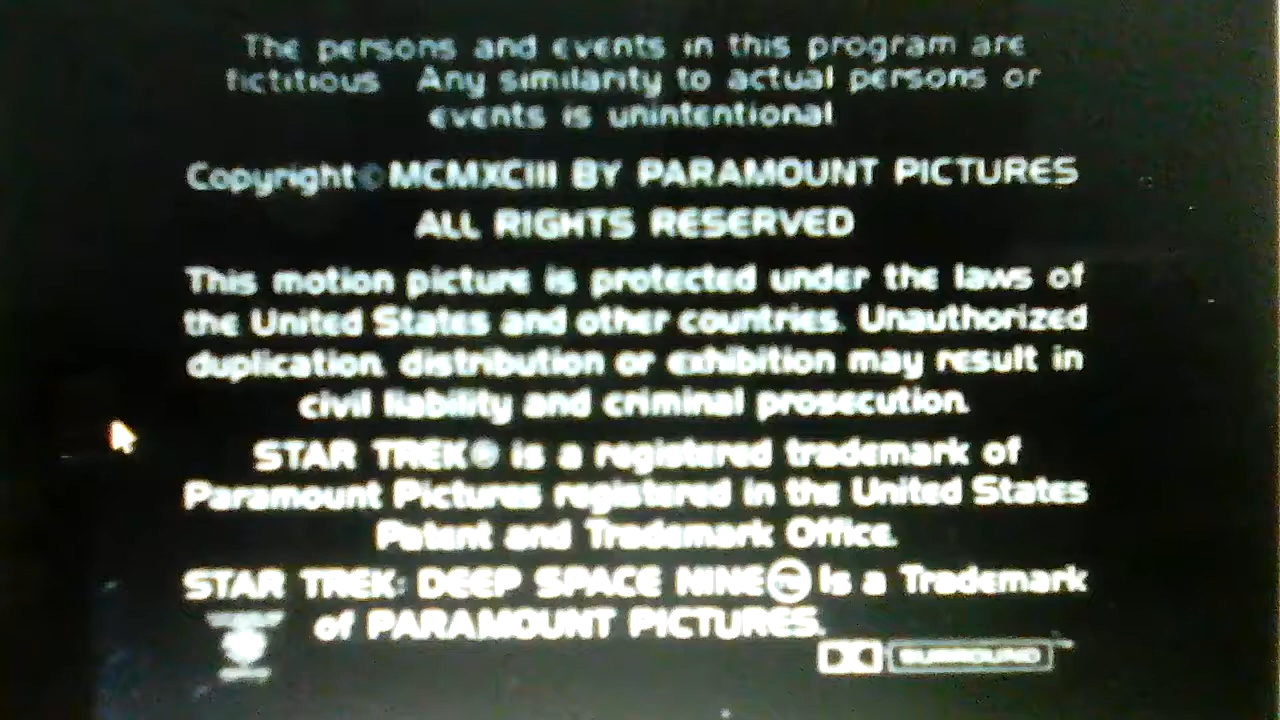 The persons and events in this program are
fictitious Any similarity to actual persons or
events is unintentional
Copyright © MCMXCIII BY PARAMOUNT PICTURES
ALL RIGHTS RESERVED
This motion picture is protected under the laws of
the United States and other countries. Unauthorized
duplication, distribution or exhibition may result in
civil liability and criminal prosecution.
STAR TREK® is a registered trademark of
Paramount Pictures registered in the United States
Patent and Trademark Office.
STAR TREK: DEEP SPACE NINE™ is a Trademark
of PARAMOUNT PICTURES.
SURROUND